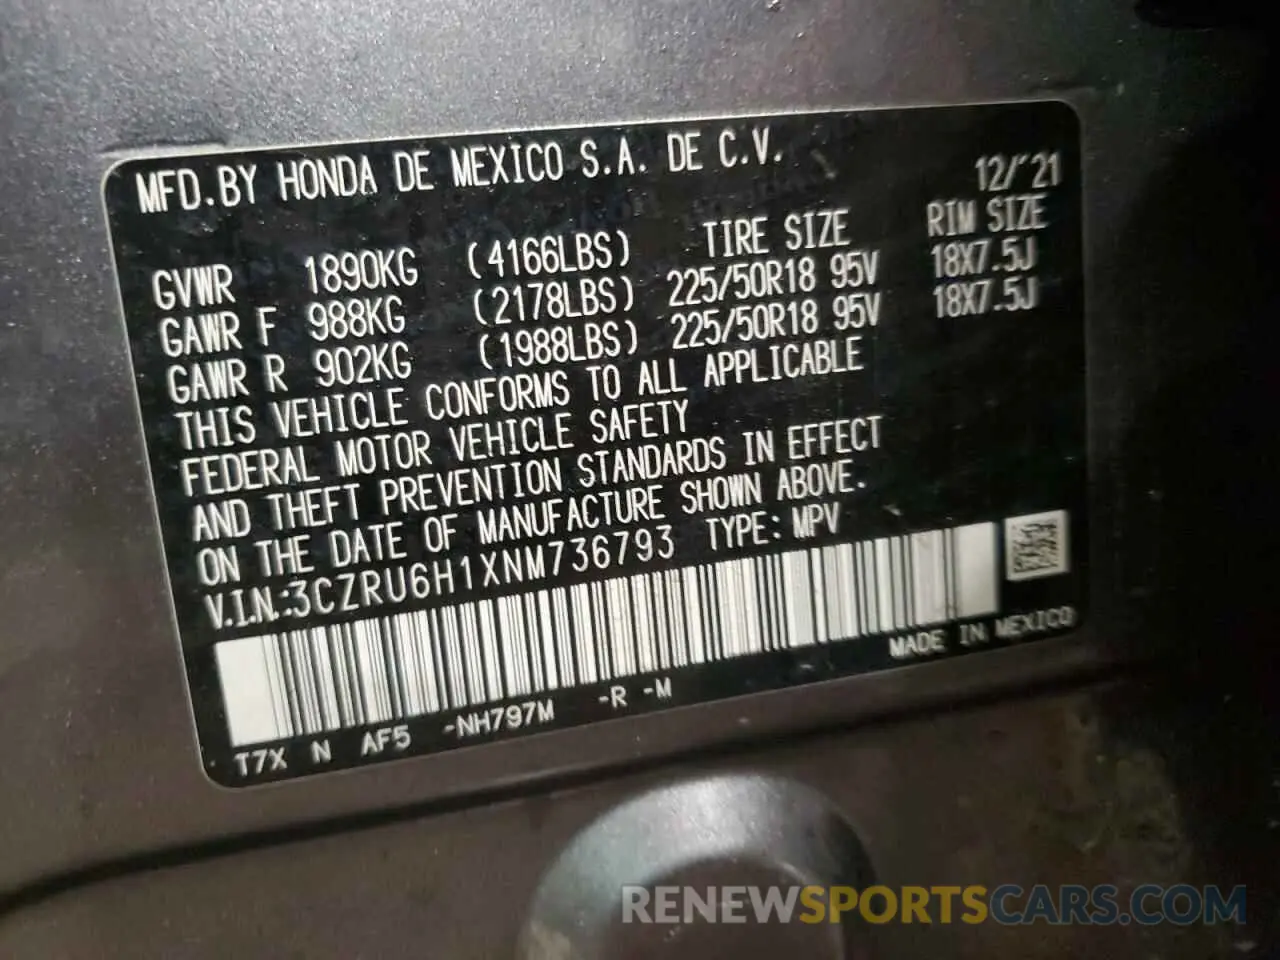 MFD.BY HONDA DE MEXICO S.A. DE C.V. 12/'21
TIRE SIZE RIM SIZE
GVWR 1890KG (4166LBS)
GAWR F 988KG (2178LBS) 225/50R18 95V 18X7.5J
GAWR R 902KG (1988LBS) 225/50R18 95V 18X7.5J
THIS VEHICLE CONFORMS TO ALL APPLICABLE
FEDERAL MOTOR VEHICLE SAFETY
AND THEFT PREVENTION STANDARDS IN EFFECT
ON THE DATE OF MANUFACTURE SHOWN ABOVE.
V.I.N.:3CZRU6H1XNM736793 TYPE: MPV
MADE IN MEXICO
T7X N AF5 -NH797M -R -M
RENEWSPORTSCARS.COM